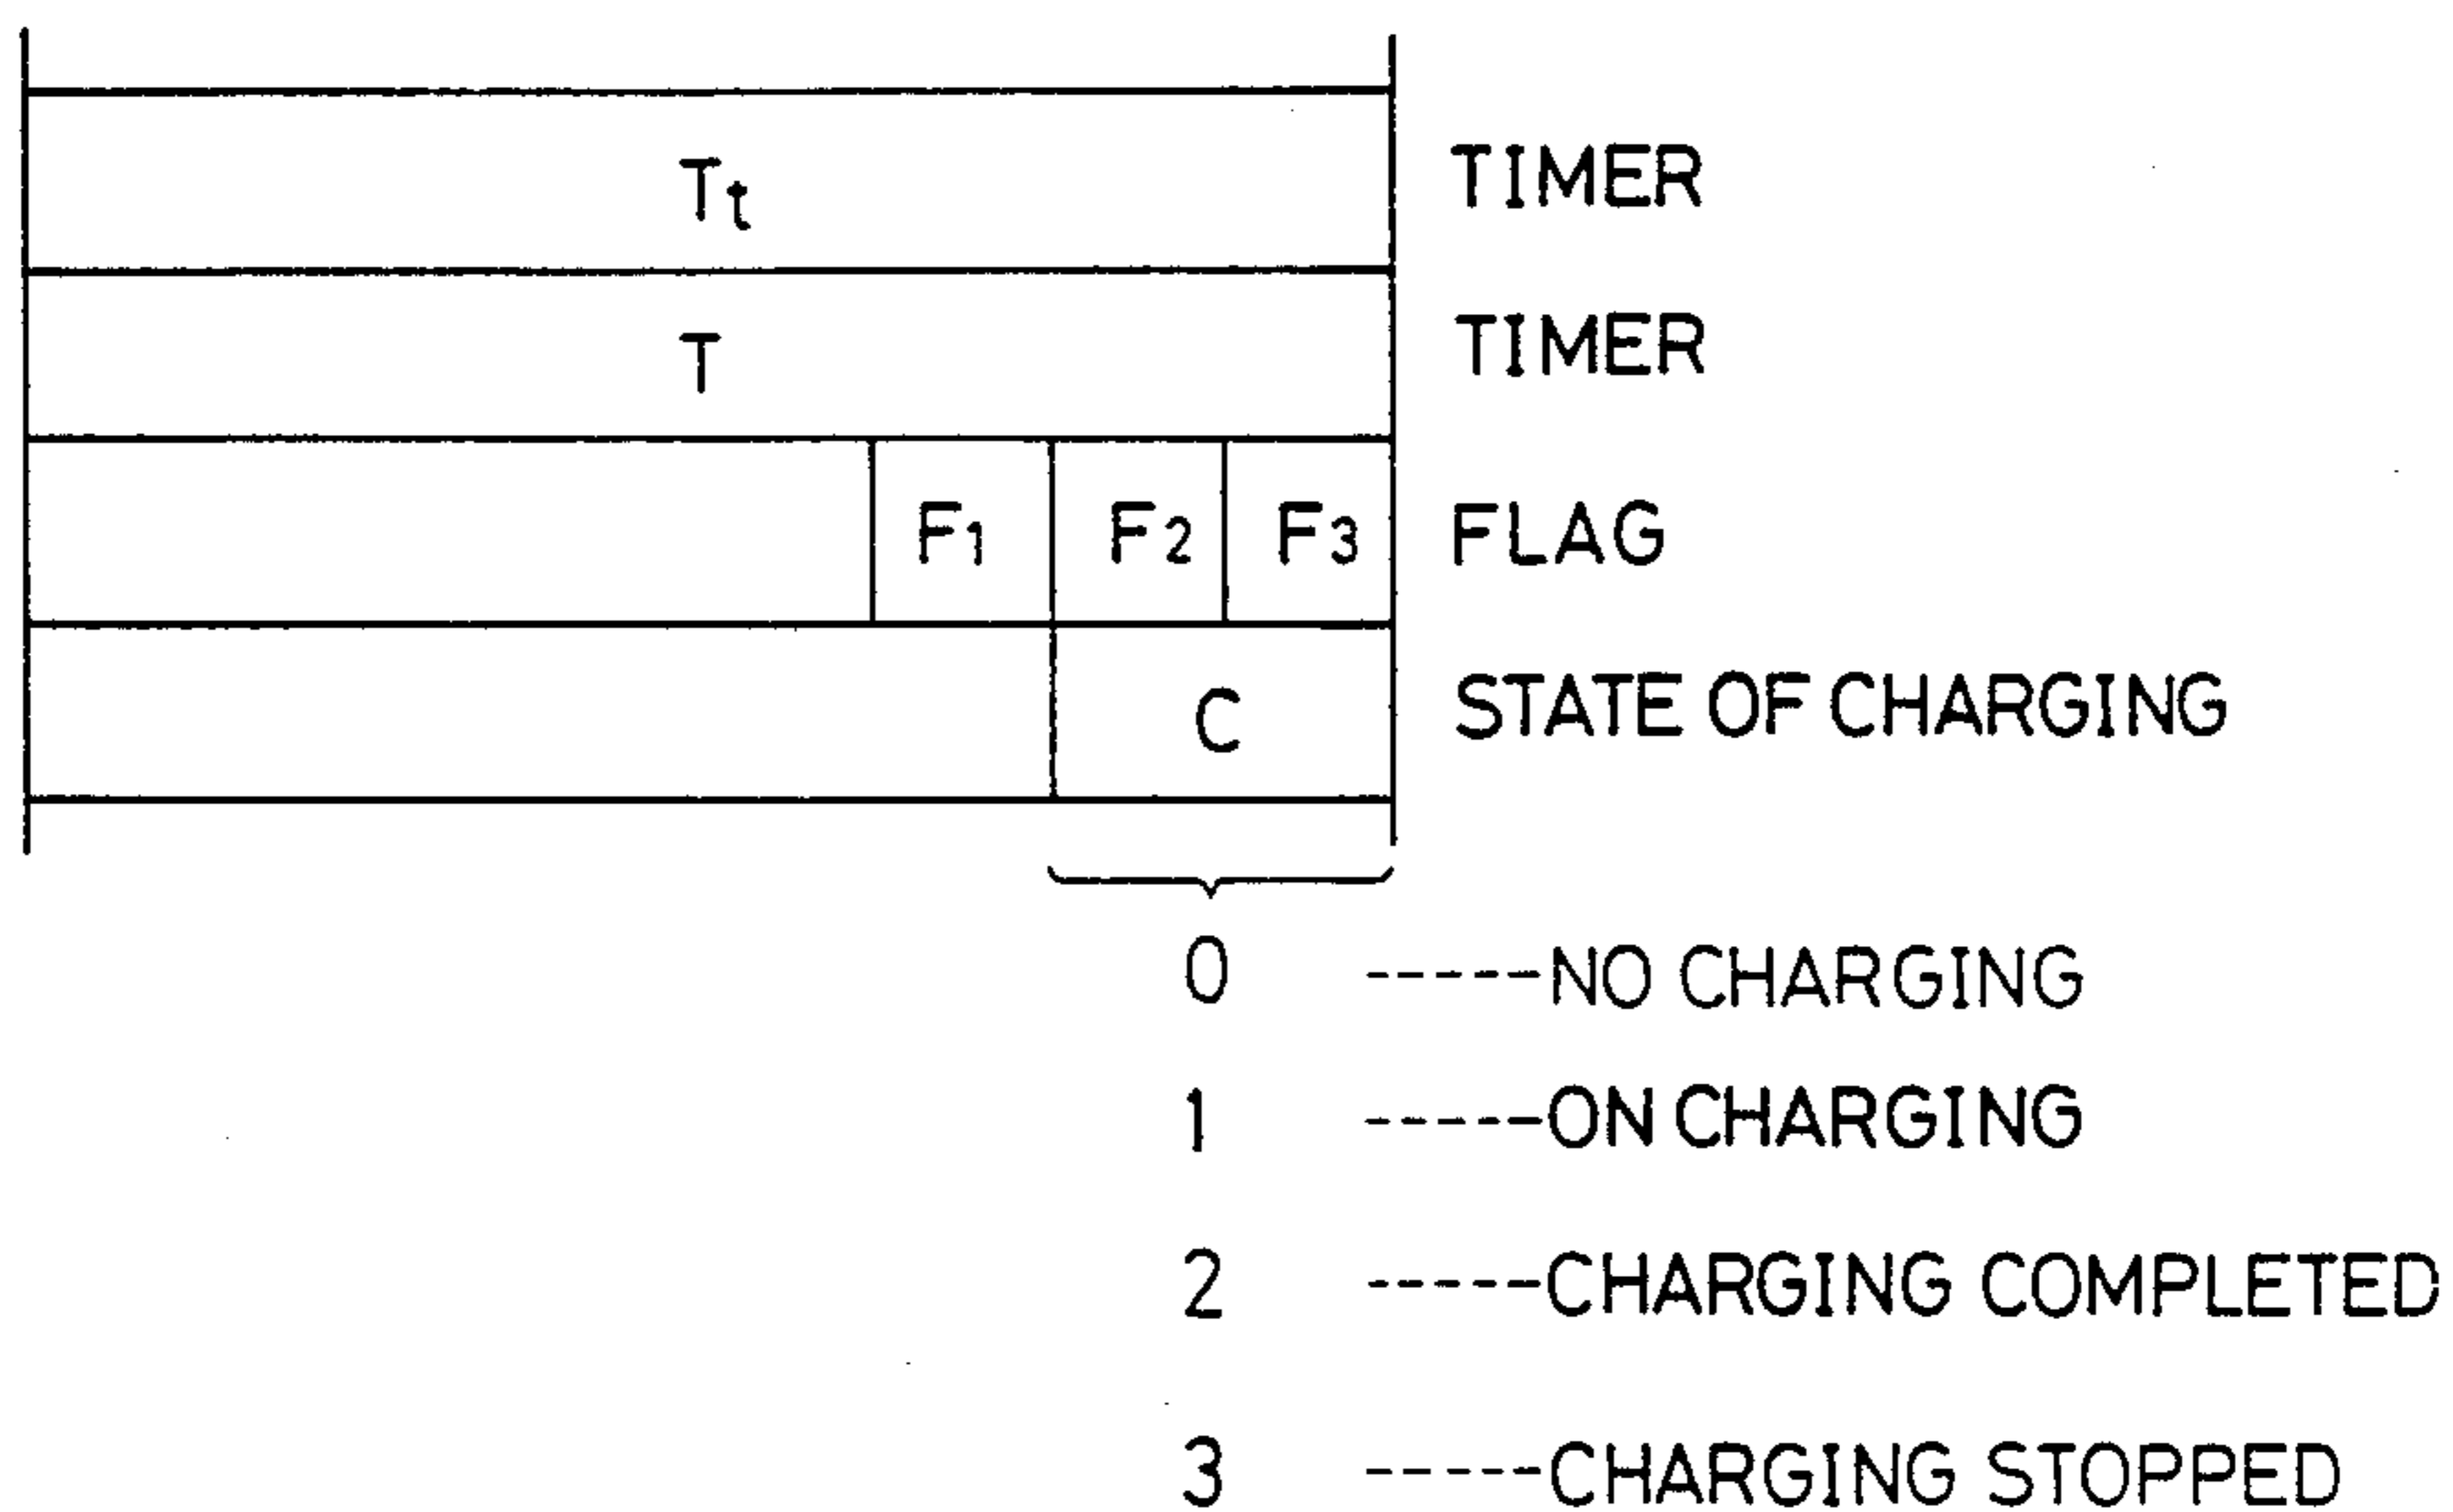 Tt TIMER
T TIMER
F1 F2 F3 FLAG
C STATE OF CHARGING
0 -----NO CHARGING
1 -----ON CHARGING
2 -----CHARGING COMPLETED
3 -----CHARGING STOPPED